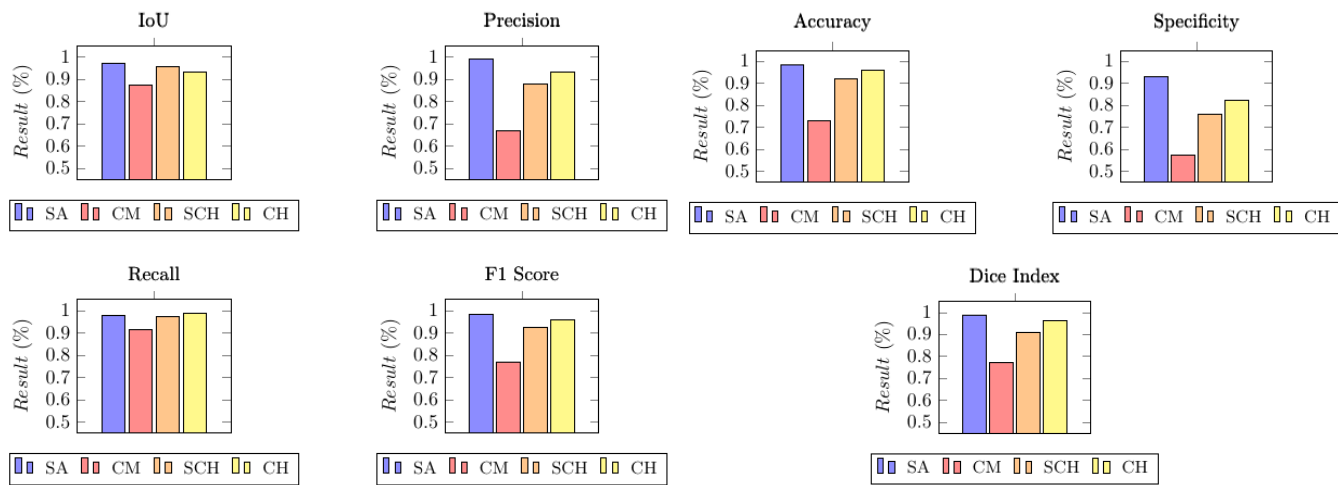 IoU
Result (%)
1
0.9
0.8
0.7
0.6
0.5
SA CM SCH CH
Precision
Result (%)
1
0.9
0.8
0.7
0.6
0.5
SA CM SCH CH
Accuracy
Result (%)
1
0.9
0.8
0.7
0.6
0.5
SA CM SCH CH
Specificity
Result (%)
1
0.9
0.8
0.7
0.6
0.5
SA CM SCH CH
Recall
Result (%)
1
0.9
0.8
0.7
0.6
0.5
SA CM SCH CH
F1 Score
Result (%)
1
0.9
0.8
0.7
0.6
0.5
SA CM SCH CH
Dice Index
Result (%)
1
0.9
0.8
0.7
0.6
0.5
SA CM SCH CH